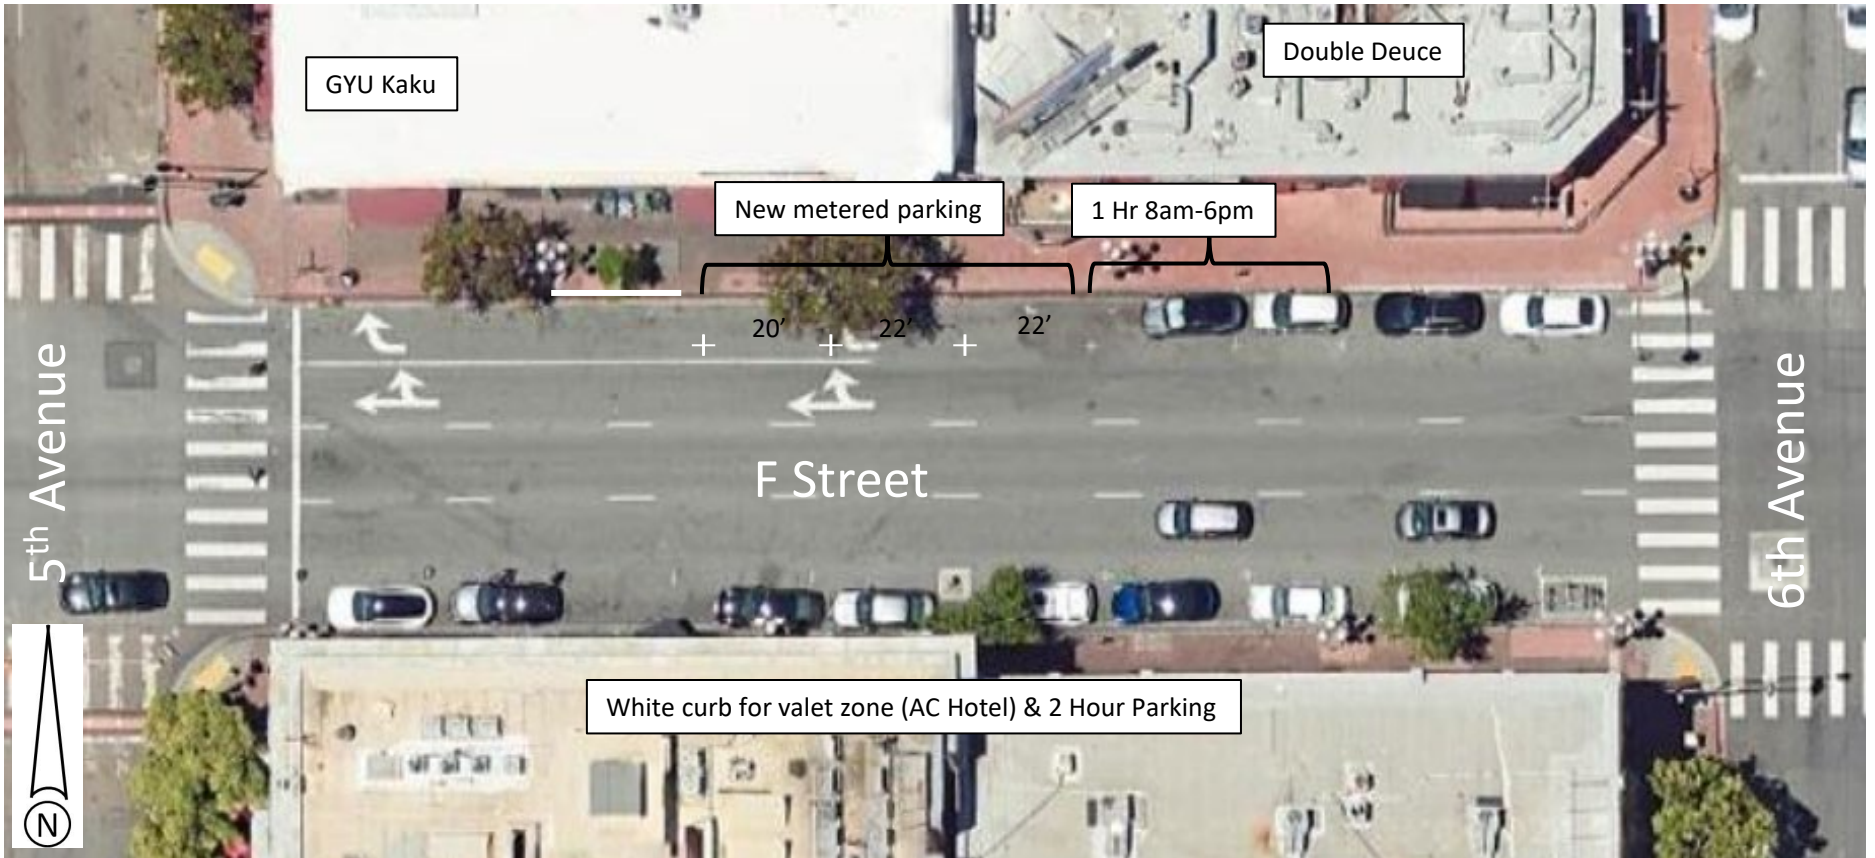 GYU Kaku
Double Deuce
New metered parking
1 Hr 8am-6pm
20’
22’
22’
5th Avenue
F Street
6th Avenue
White curb for valet zone (AC Hotel) & 2 Hour Parking
N